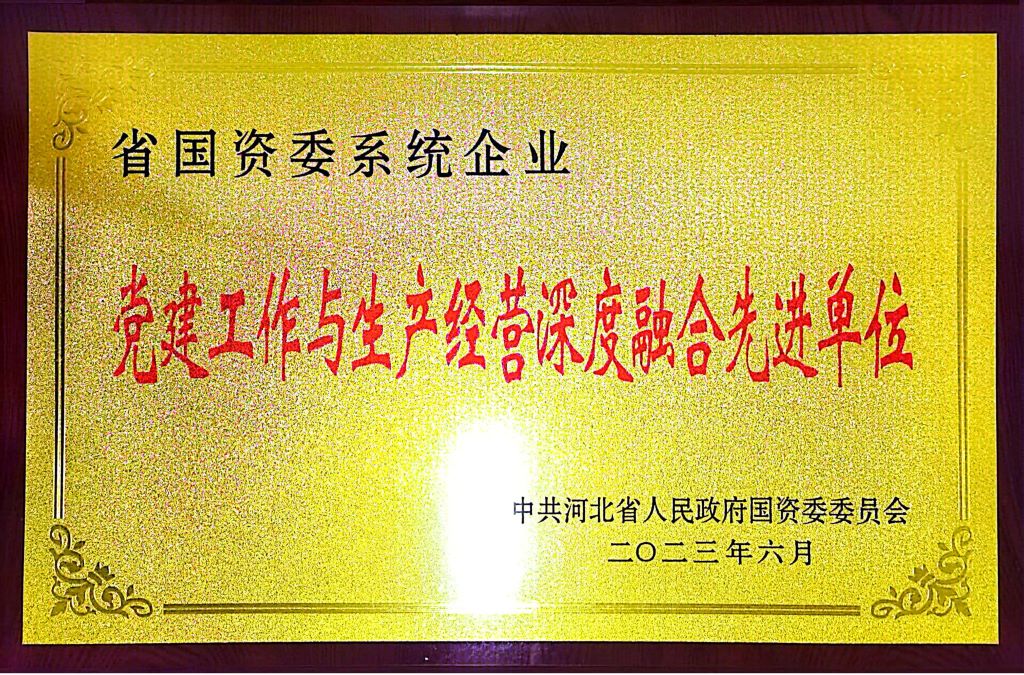 省国资委系统企业
党建工作与生产经营深度融合先进单位
中共河北省人民政府国资委委员会
二〇二三年六月